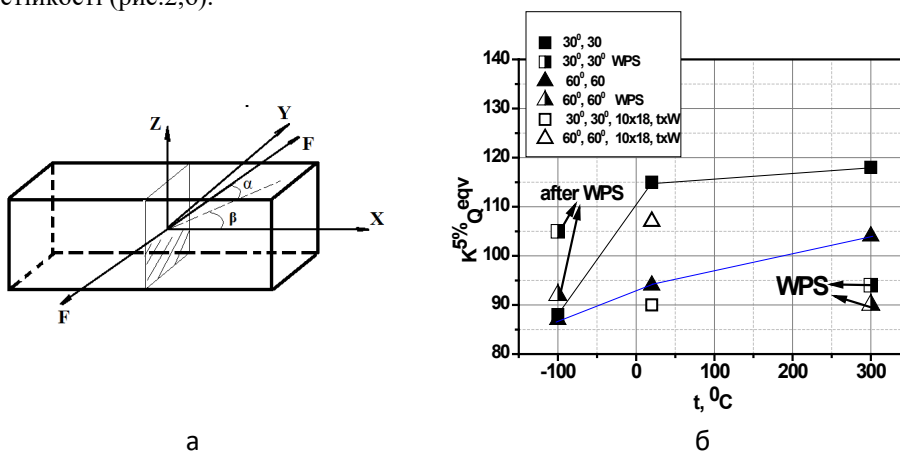 стійкості (рис.2,б).
Z
Y
F
α
β
X
F
а
30⁰, 30
30⁰, 30⁰ WPS
60⁰, 60
60⁰, 60⁰ WPS
30⁰, 30⁰, 10x18, txW
60⁰, 60⁰, 10x18, txW
K⁵%Qᵉqv
140
130
120
110
100
90
80
after WPS
WPS
-100 0 100 200 300
t, ⁰C
б